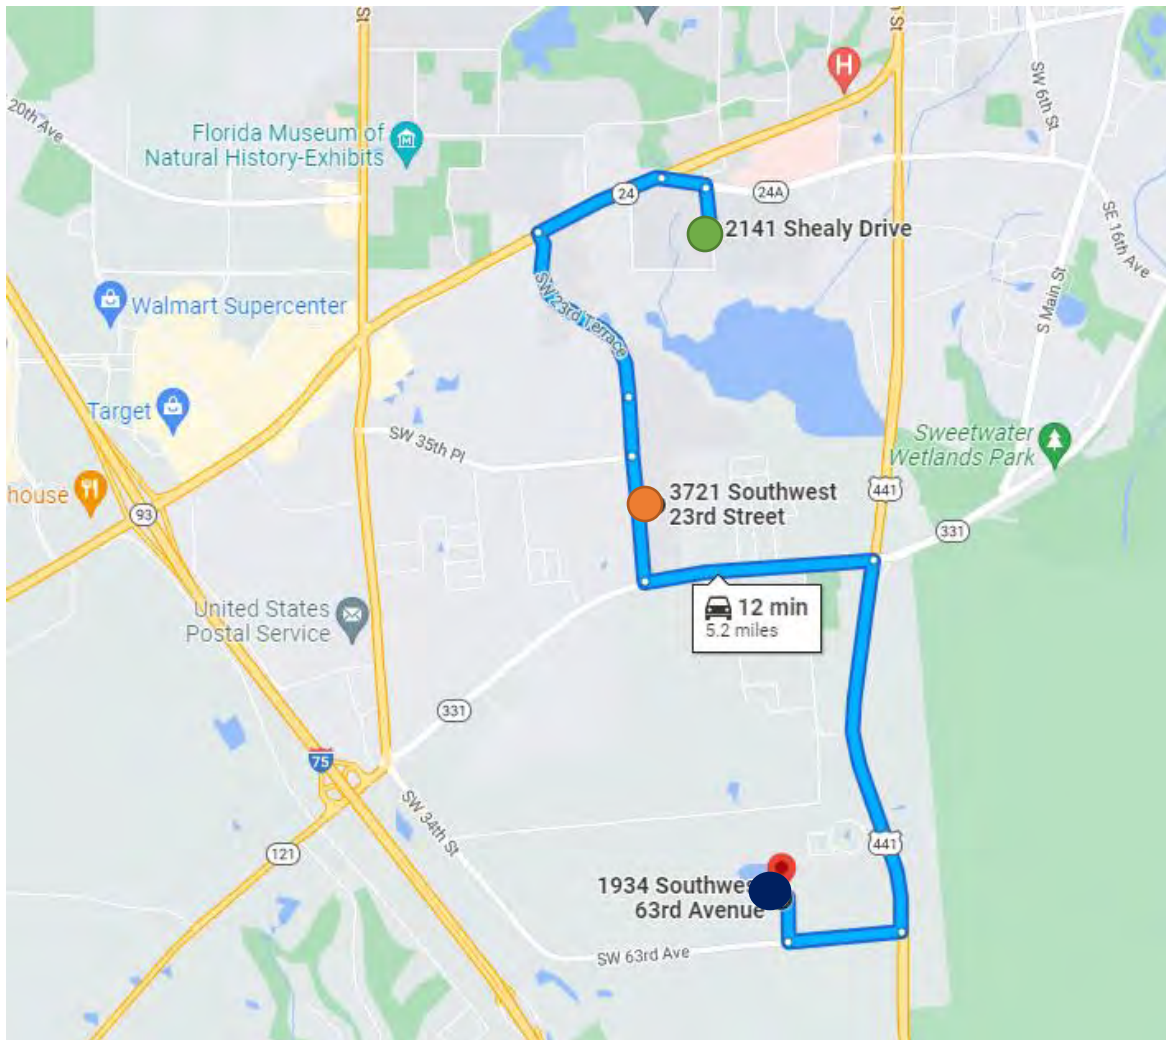 SI
SI
H
SW 6th St
20th Ave
Florida Museum of
Natural History-Exhibits
24
24A
2141 Shealy Drive
SE 16th Ave
SW 23rd Terrace
S Main St
Walmart Supercenter
Target
SW 35th Pl
Sweetwater
Wetlands Park
house
93
3721 Southwest
23rd Street
441
331
12 min
5.2 miles
United States
Postal Service
331
75
SW 34th St
121
441
1934 Southwes
63rd Avenue
SW 63rd Ave